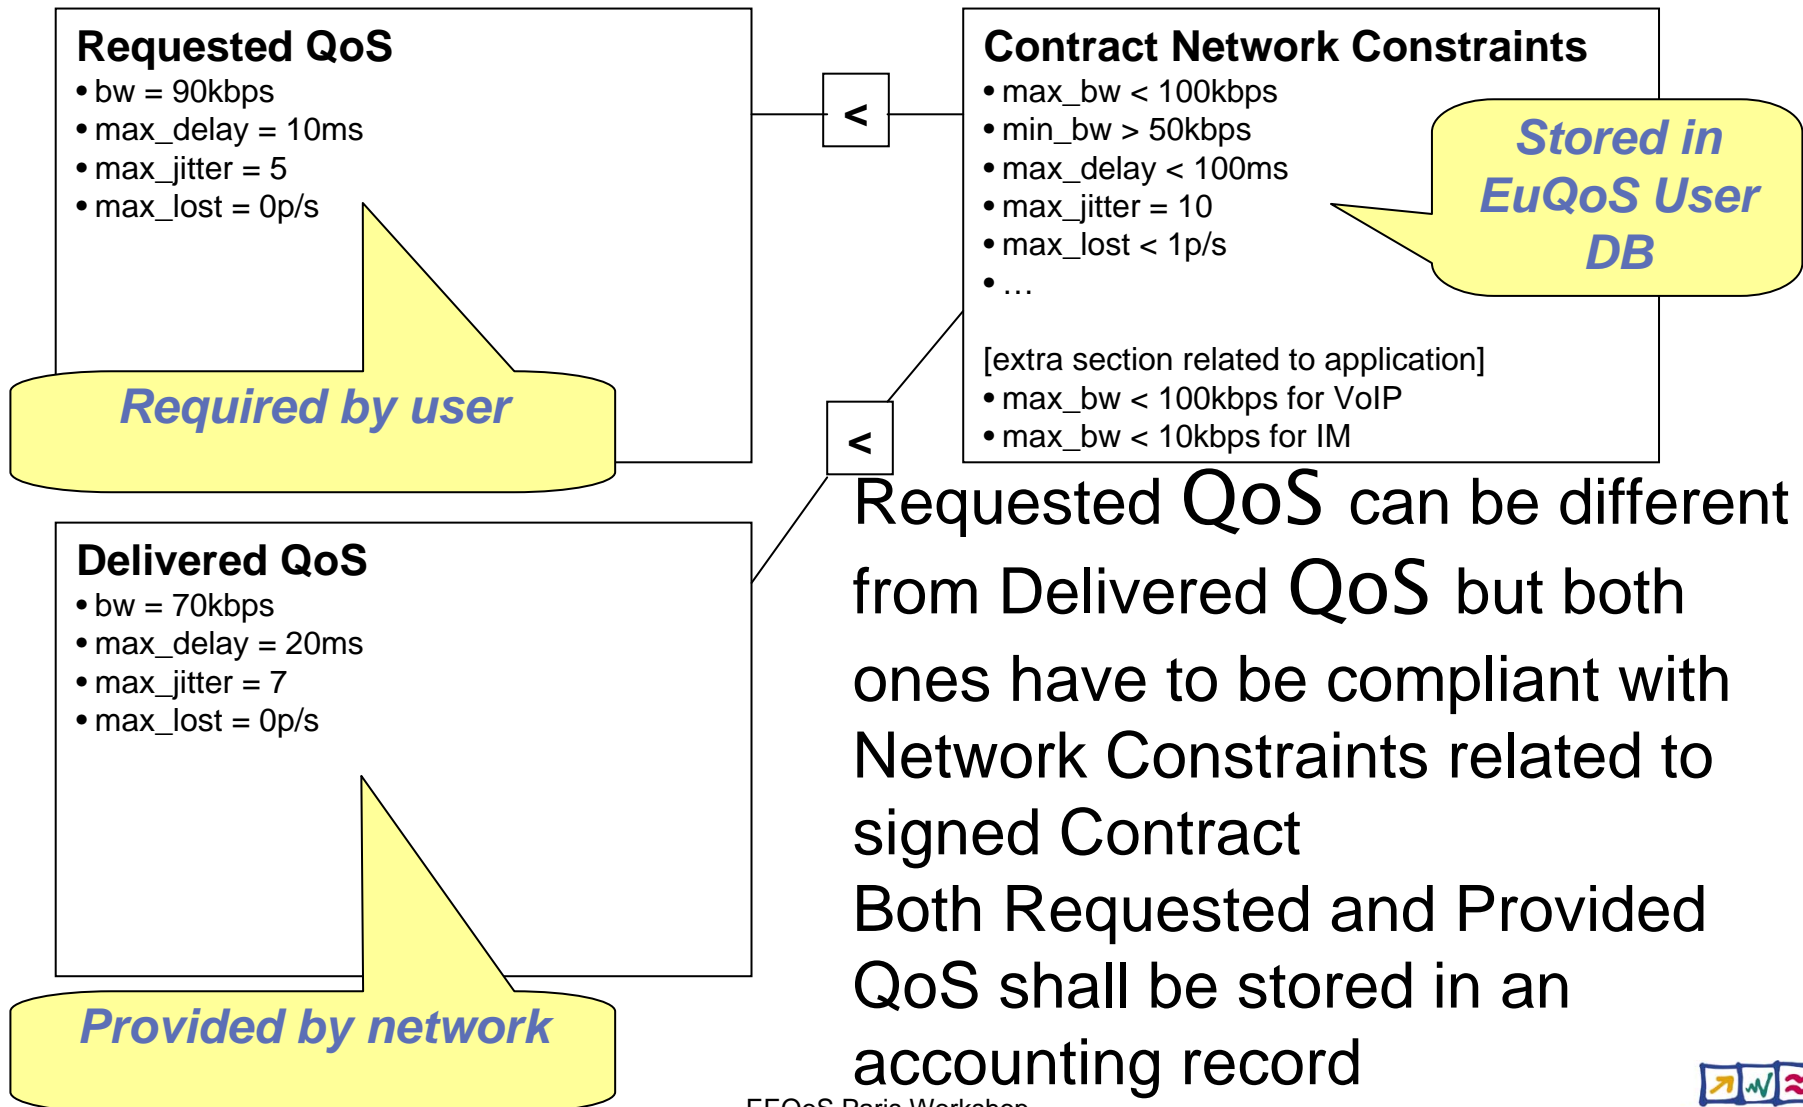 Requested QoS
• bw = 90kbps
• max_delay = 10ms
• max_jitter = 5
• max_lost = 0p/s
Required by user
<
Contract Network Constraints
• max_bw < 100kbps
• min_bw > 50kbps
• max_delay < 100ms
• max_jitter = 10
• max_lost < 1p/s
• …
[extra section related to application]
• max_bw < 100kbps for VoIP
• max_bw < 10kbps for IM
Stored in
EuQoS User
DB
<
Delivered QoS
• bw = 70kbps
• max_delay = 20ms
• max_jitter = 7
• max_lost = 0p/s
Provided by network
Requested QoS can be different
from Delivered QoS but both
ones have to be compliant with
Network Constraints related to
signed Contract
Both Requested and Provided
QoS shall be stored in an
accounting record
EEQoS Paris Workshop